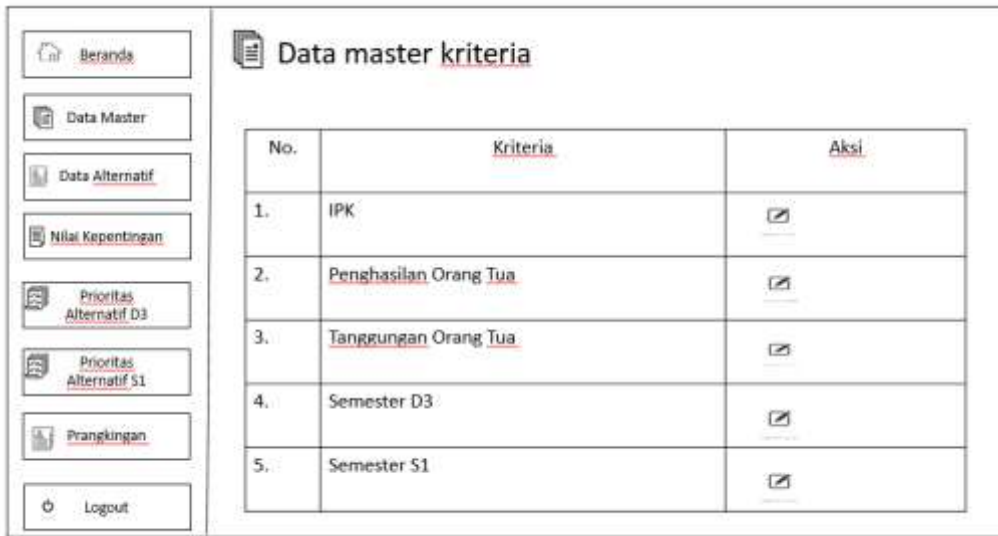 Beranda
Data Master
Data Alternatif
Nilai Kepentingan
Prioritas
Alternatif D3
Prioritas
Alternatif S1
Prangkingan
Logout
Data master kriteria
No. Kriteria Aksi
1. IPK
2. Penghasilan Orang Tua
3. Tanggungan Orang Tua
4. Semester D3
5. Semester S1